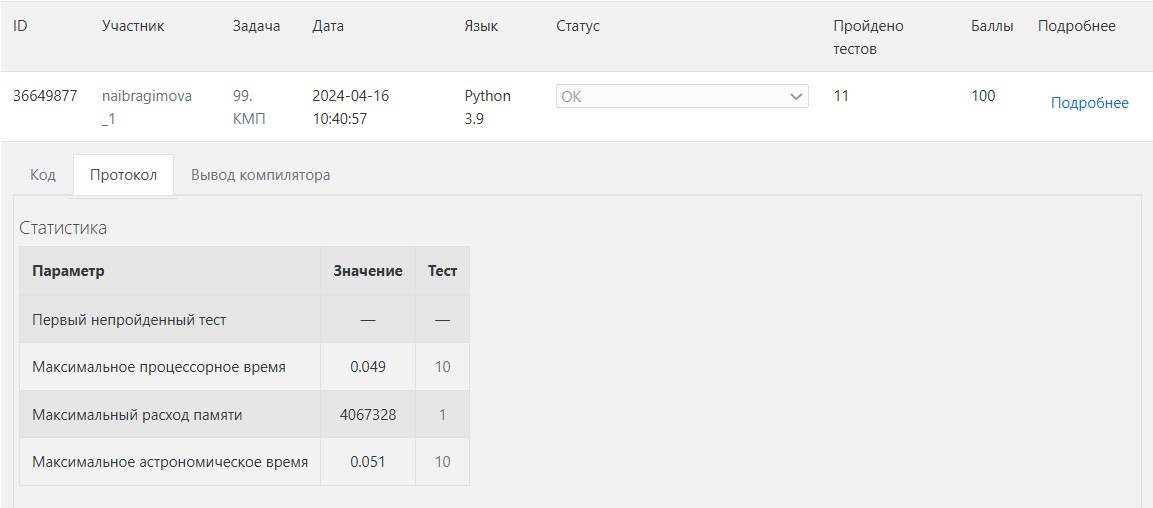 ID Участник Задача Дата Язык Статус Пройдено тестов Баллы Подробнее
36649877 naibragimova_1 99. КМП 2024-04-16 10:40:57 Python 3.9 OK 11 100 Подробнее
Код Протокол Вывод компилятора
Статистика
Параметр Значение Тест
Первый непройденный тест — —
Максимальное процессорное время 0.049 10
Максимальный расход памяти 4067328 1
Максимальное астрономическое время 0.051 10